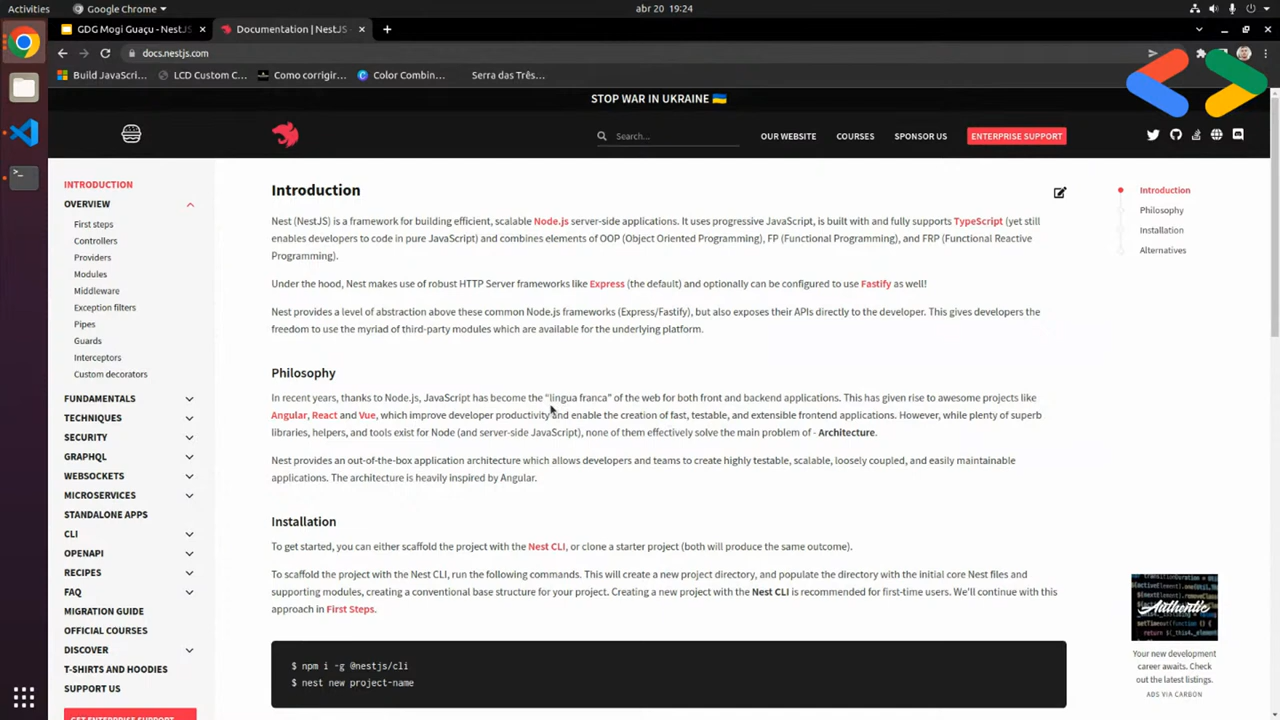 Activities
Google Chrome
abr 20 19:24
GDG Mogi Guaçu - NestJS
Documentation | NestJS
docs.nestjs.com
Build JavaScri...
LCD Custom C...
Como corrigir...
Color Combin...
Serra das Três...
STOP WAR IN UKRAINE
Search...
OUR WEBSITE
COURSES
SPONSOR US
ENTERPRISE SUPPORT
INTRODUCTION
OVERVIEW
First steps
Controllers
Providers
Modules
Middleware
Exception filters
Pipes
Guards
Interceptors
Custom decorators
FUNDAMENTALS
TECHNIQUES
SECURITY
GRAPHQL
WEBSOCKETS
MICROSERVICES
STANDALONE APPS
CLI
OPENAPI
RECIPES
FAQ
MIGRATION GUIDE
OFFICIAL COURSES
DISCOVER
T-SHIRTS AND HOODIES
SUPPORT US
GET ENTERPRISE SUPPORT
Introduction
Nest (NestJS) is a framework for building efficient, scalable Node.js server-side applications. It uses progressive JavaScript, is built with and fully supports TypeScript (yet still
enables developers to code in pure JavaScript) and combines elements of OOP (Object Oriented Programming), FP (Functional Programming), and FRP (Functional Reactive
Programming).
Under the hood, Nest makes use of robust HTTP Server frameworks like Express (the default) and optionally can be configured to use Fastify as well!
Nest provides a level of abstraction above these common Node.js frameworks (Express/Fastify), but also exposes their APIs directly to the developer. This gives developers the
freedom to use the myriad of third-party modules which are available for the underlying platform.
Philosophy
In recent years, thanks to Node.js, JavaScript has become the “lingua franca” of the web for both front and backend applications. This has given rise to awesome projects like
Angular, React and Vue, which improve developer productivity and enable the creation of fast, testable, and extensible frontend applications. However, while plenty of superb
libraries, helpers, and tools exist for Node (and server-side JavaScript), none of them effectively solve the main problem of - Architecture.
Nest provides an out-of-the-box application architecture which allows developers and teams to create highly testable, scalable, loosely coupled, and easily maintainable
applications. The architecture is heavily inspired by Angular.
Installation
To get started, you can either scaffold the project with the Nest CLI, or clone a starter project (both will produce the same outcome).
To scaffold the project with the Nest CLI, run the following commands. This will create a new project directory, and populate the directory with the initial core Nest files and
supporting modules, creating a conventional base structure for your project. Creating a new project with the Nest CLI is recommended for first-time users. We'll continue with this
approach in First Steps.
$ npm i -g @nestjs/cli
$ nest new project-name
Introduction
Philosophy
Installation
Alternatives
Authentic
Your new development
career awaits. Check
out the latest listings.
ADS VIA CARBON